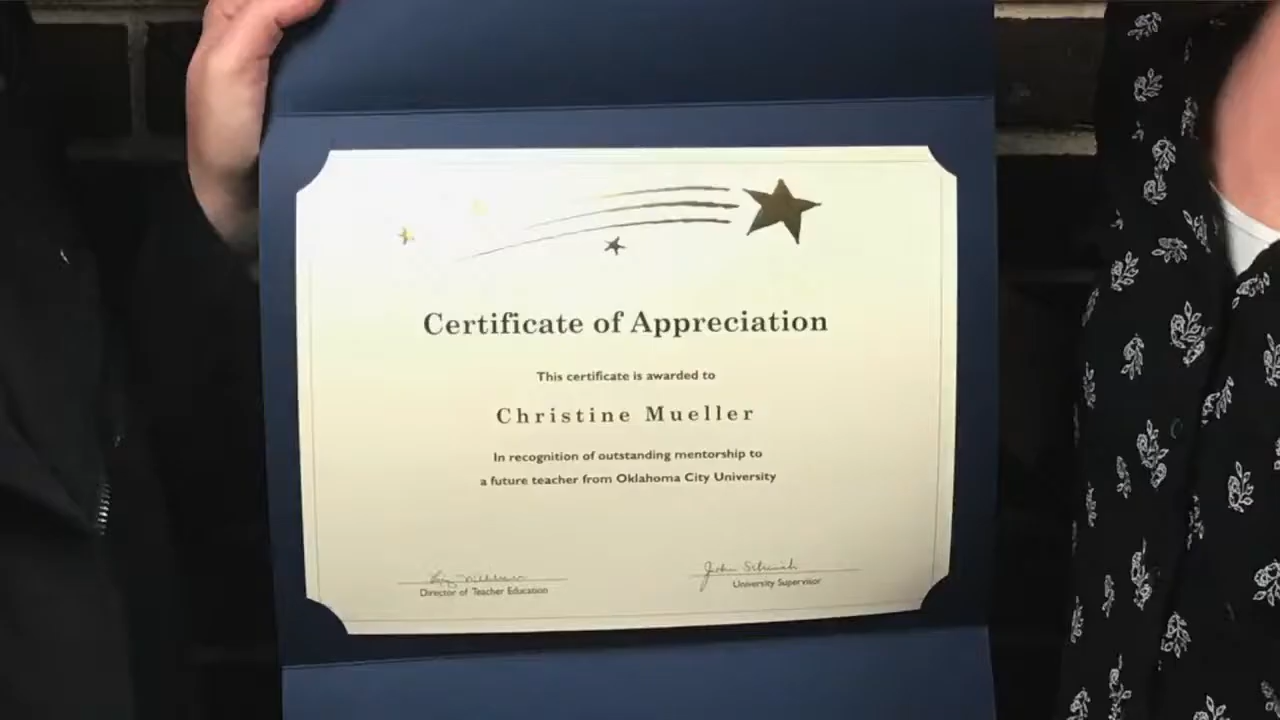 Certificate of Appreciation
This certificate is awarded to
Christine Mueller
In recognition of outstanding mentorship to
a future teacher from Oklahoma City University
John
Director of Teacher Education
University Supervisor